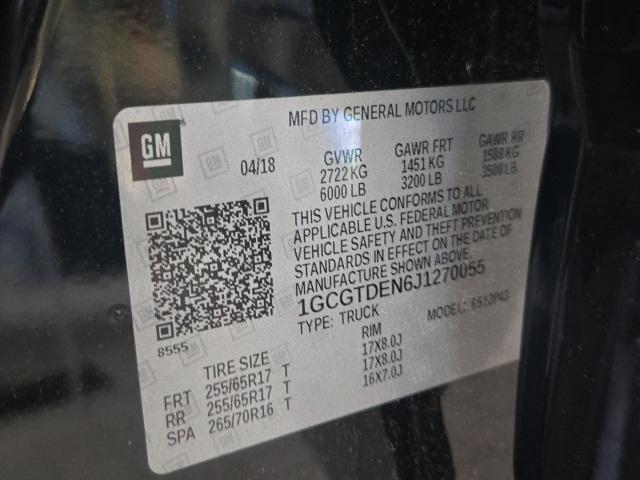 MFD BY GENERAL MOTORS LLC
GM
04/18
GVWR GAWR FRT GAWR RR
2722 KG 1451 KG 1588 KG
6000 LB 3200 LB 3500 LB
THIS VEHICLE CONFORMS TO ALL
APPLICABLE U.S. FEDERAL MOTOR
VEHICLE SAFETY AND THEFT PREVENTION
STANDARDS IN EFFECT ON THE DATE OF
MANUFACTURE SHOWN ABOVE.
1GCGTDEN6J1270055
TYPE: TRUCK MODEL: 6S12P43
8555
TIRE SIZE RIM
FRT 255/65R17 T 17X8.0J
RR 255/65R17 T 17X8.0J
SPA 265/70R16 T 16X7.0J